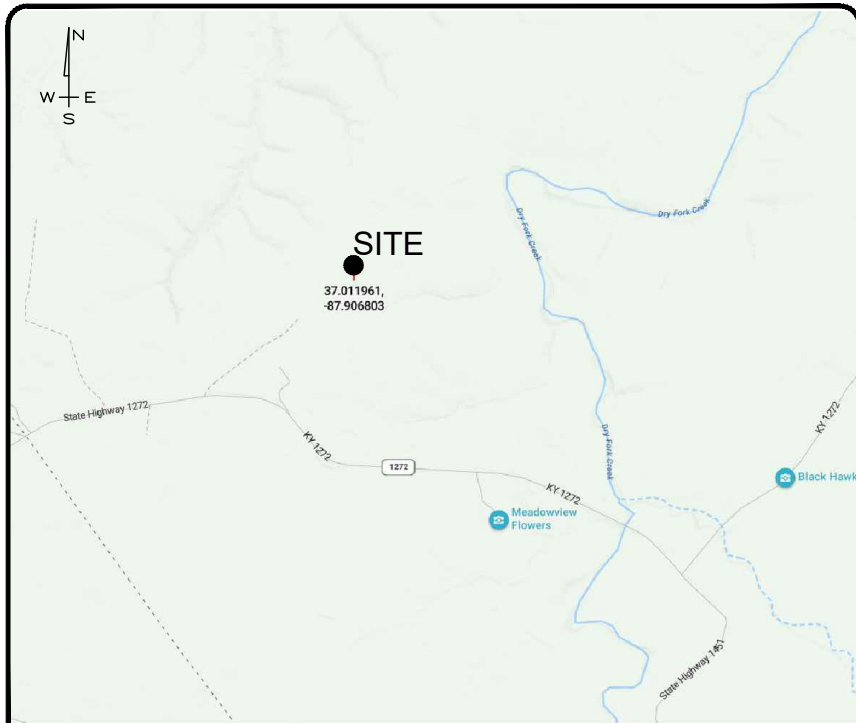 N
W E
S
Dry Fork Creek
Dry Fork Creek
SITE
37.011961,
-87.906803
State Highway 1272
KY 1272
KY 1272
1272
Dry Fork Creek
Black Hawk
KY 1272
Meadowview
Flowers
State Highway 1451